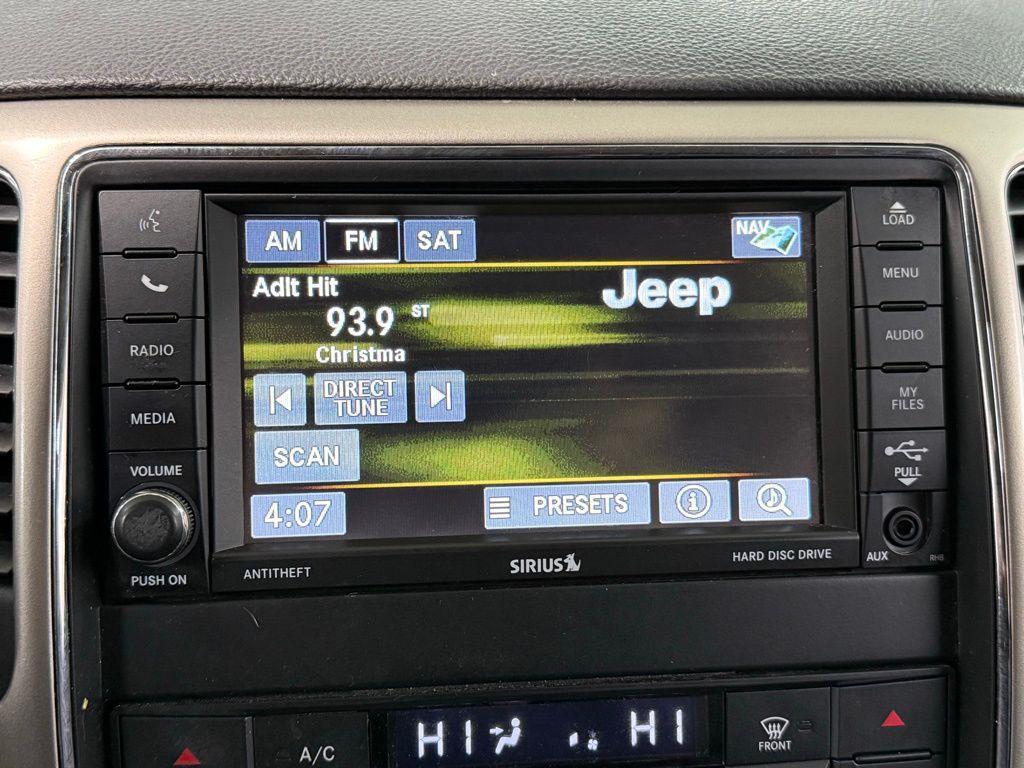 AM FM SAT NAV
LOAD
MENU
Adlt Hit
Jeep
93.9 ST
Christma
RADIO
AUDIO
DIRECT
TUNE
MEDIA
MY
FILES
SCAN
VOLUME
PULL
4:07 PRESETS
PUSH ON
ANTITHEFT
SIRIUS
HARD DISC DRIVE
AUX
RHB
HI HI
A/C
FRONT